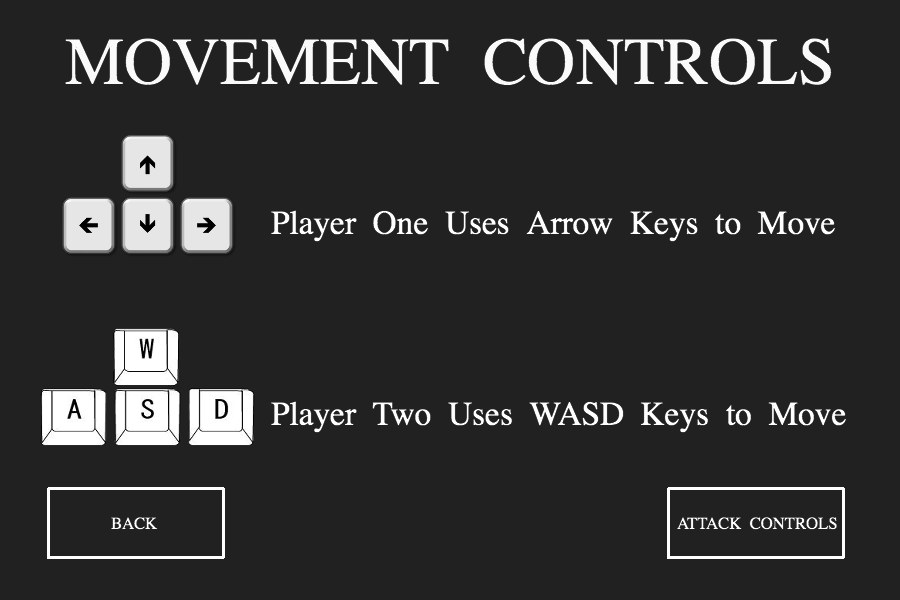 MOVEMENT CONTROLS
↑
← ↓ →
Player One Uses Arrow Keys to Move
W
A S D
Player Two Uses WASD Keys to Move
BACK
ATTACK CONTROLS